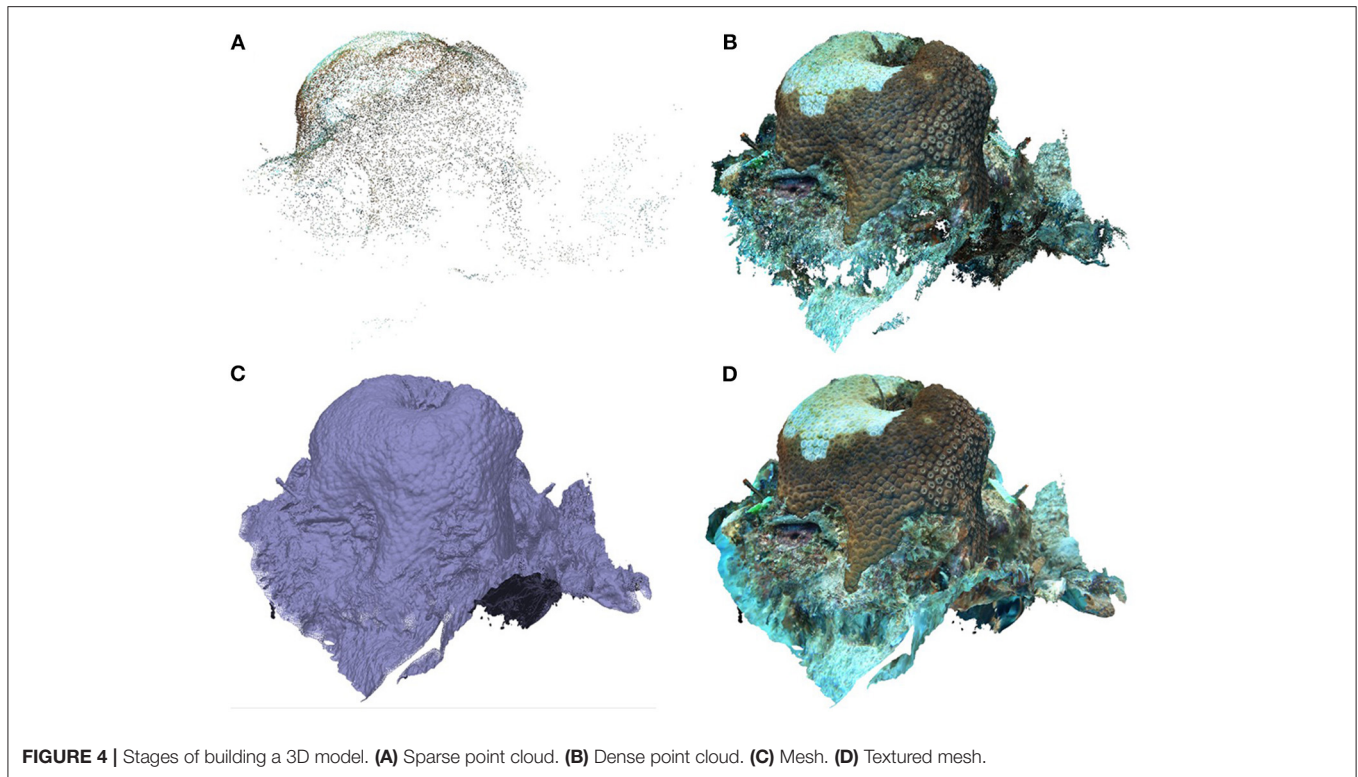 A
B
C
D
FIGURE 4 | Stages of building a 3D model. (A) Sparse point cloud. (B) Dense point cloud. (C) Mesh. (D) Textured mesh.